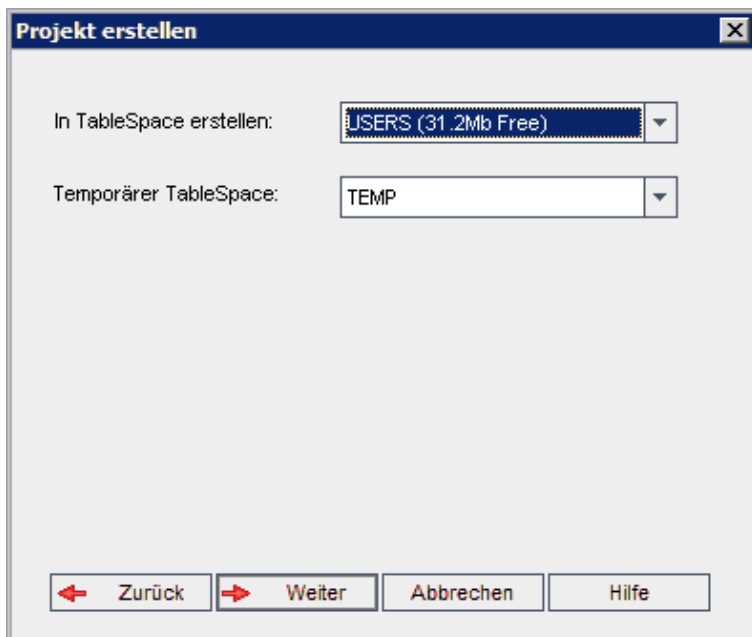 Projekt erstellen
In TableSpace erstellen: USERS (31.2Mb Free)
Temporärer TableSpace: TEMP
Zurück Weiter Abbrechen Hilfe